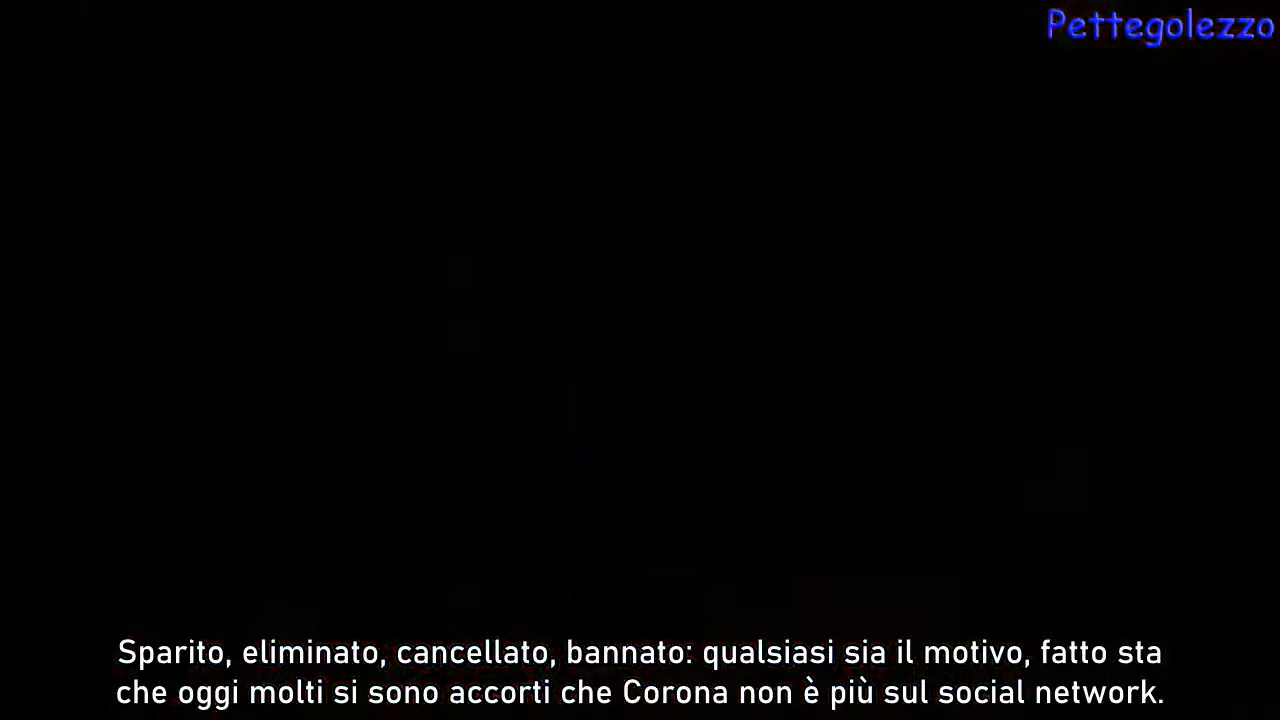 Pettegolezzo
Sparito, eliminato, cancellato, bannato: qualsiasi sia il motivo, fatto sta
che oggi molti si sono accorti che Corona non è più sul social network.